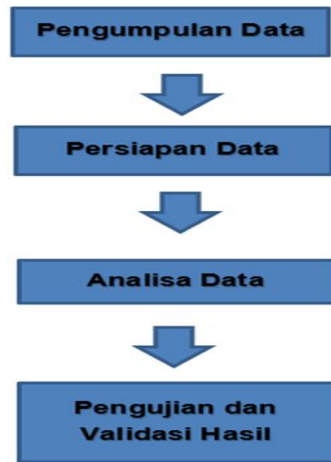 Pengumpulan Data
Persiapan Data
Analisa Data
Pengujian dan
Validasi Hasil